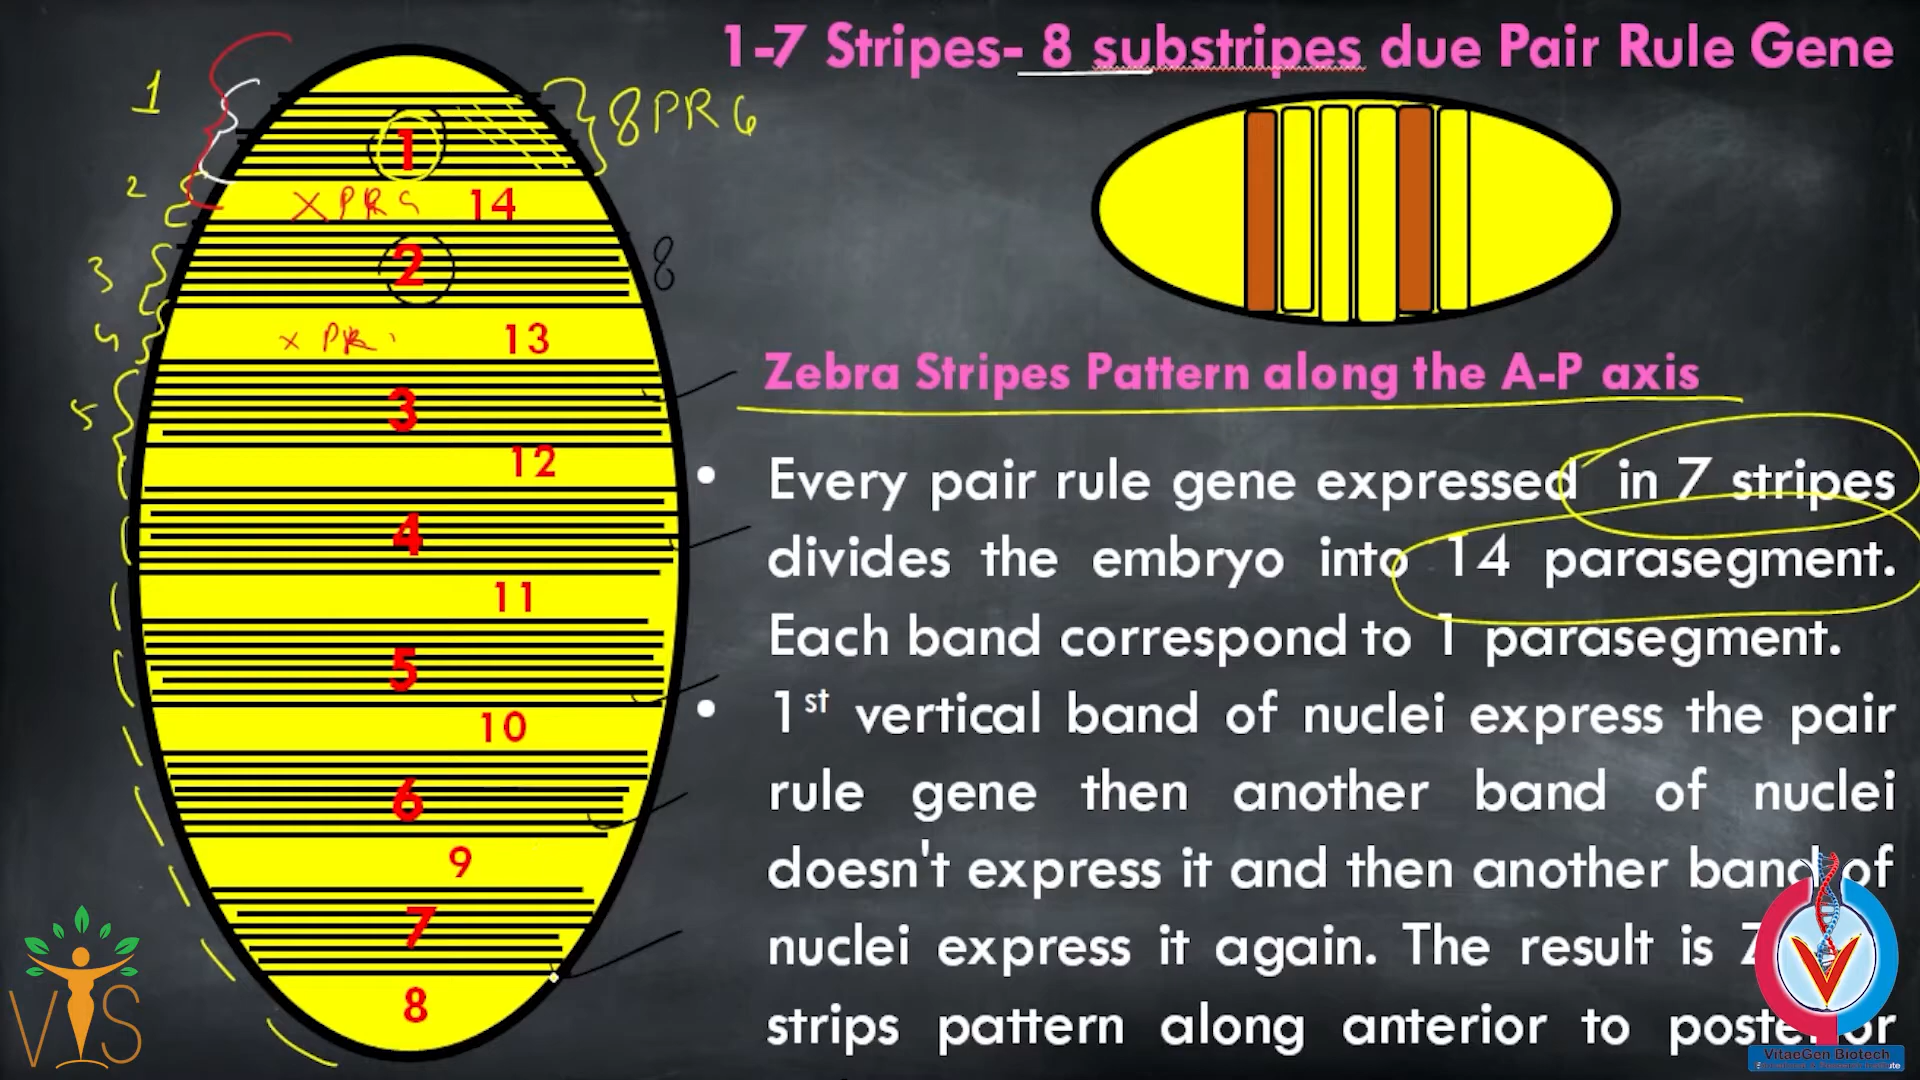 1-7 Stripes- 8 substripes due Pair Rule Gene
1
8PRG
1
2
XPRG 14
2
8
3
4
x PR 13
Zebra Stripes Pattern along the A-P axis
3
5
12
• Every pair rule gene expressed in 7 stripes
divides the embryo into 14 parasegment.
Each band correspond to 1 parasegment.
4
11
5
• 1st vertical band of nuclei express the pair
10
rule gene then another band of nuclei
6
9
doesn't express it and then another band of
7
nuclei express it again. The result is
8
strips pattern along anterior to posterior
VIS
V
VitaeGen Biotech